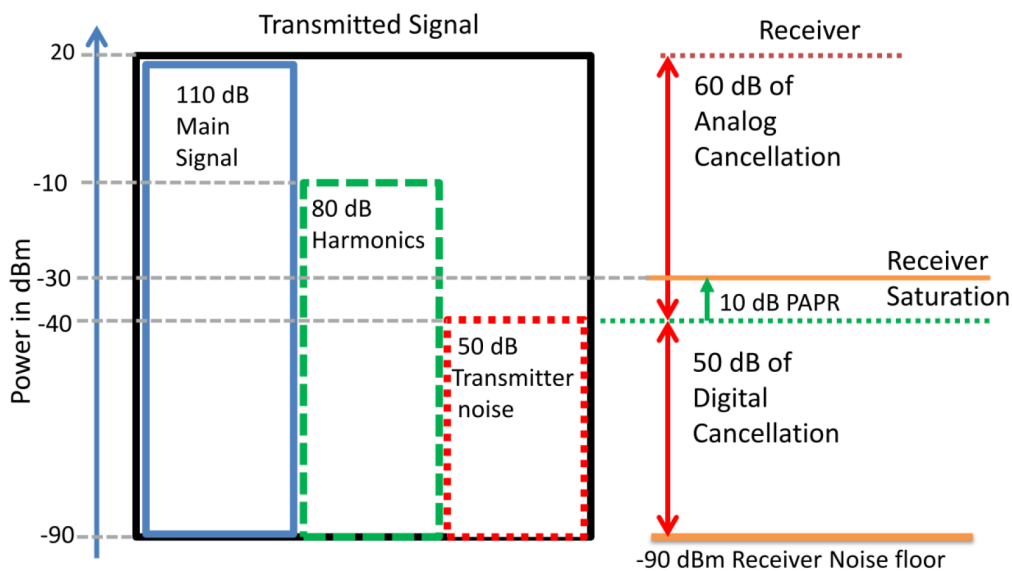 Transmitted Signal
Receiver
Power in dBm
20
-10
-30
-40
-90
110 dB
Main
Signal
80 dB
Harmonics
50 dB
Transmitter
noise
60 dB of
Analog
Cancellation
Receiver
Saturation
10 dB PAPR
50 dB of
Digital
Cancellation
-90 dBm Receiver Noise floor